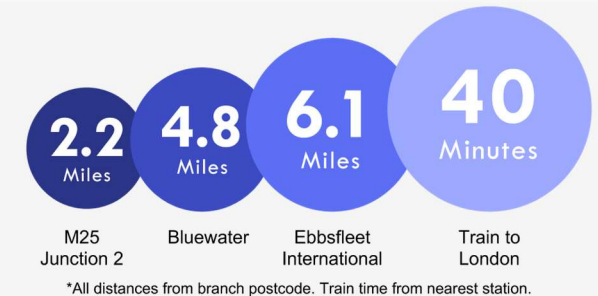 2.2
Miles
4.8
Miles
6.1
Miles
40
Minutes
M25
Junction 2
Bluewater
Ebbsfleet
International
Train to
London
*All distances from branch postcode. Train time from nearest station.